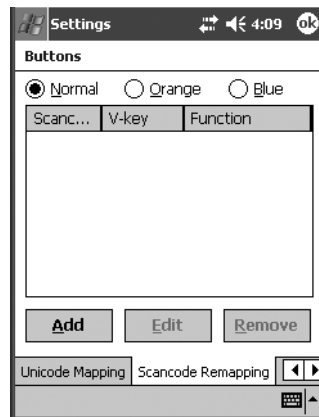 Settings 4:09 ok
Buttons
Normal Orange Blue
Scanc... V-key Function
Add Edit Remove
Unicode Mapping Scancode Remapping